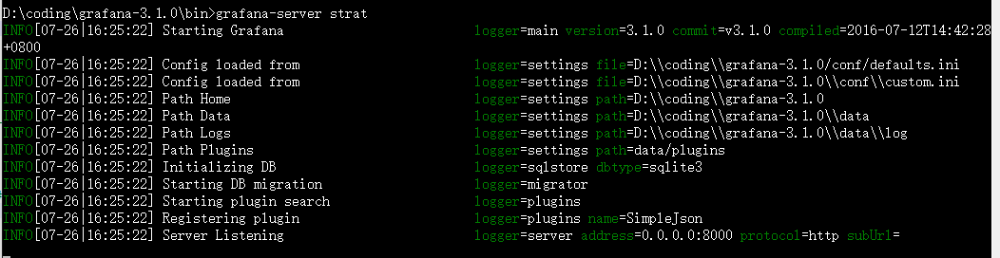 D:\coding\grafana-3.1.0\bin>grafana-server strat
INFO[07-26|16:25:22] Starting Grafana logger=main version=3.1.0 commit=v3.1.0 compiled=2016-07-12T14:42:28
+0800
INFO[07-26|16:25:22] Config loaded from logger=settings file=D:\\coding\\grafana-3.1.0/conf/defaults.ini
INFO[07-26|16:25:22] Config loaded from logger=settings file=D:\\coding\\grafana-3.1.0\\conf\\custom.ini
INFO[07-26|16:25:22] Path Home logger=settings path=D:\\coding\\grafana-3.1.0
INFO[07-26|16:25:22] Path Data logger=settings path=D:\\coding\\grafana-3.1.0\\data
INFO[07-26|16:25:22] Path Logs logger=settings path=D:\\coding\\grafana-3.1.0\\data\\log
INFO[07-26|16:25:22] Path Plugins logger=settings path=data/plugins
INFO[07-26|16:25:22] Initializing DB logger=sqlstore dbtype=sqlite3
INFO[07-26|16:25:22] Starting DB migration logger=migrator
INFO[07-26|16:25:22] Starting plugin search logger=plugins
INFO[07-26|16:25:22] Registering plugin logger=plugins name=SimpleJson
INFO[07-26|16:25:22] Server Listening logger=server address=0.0.0.0:8000 protocol=http subUrl=